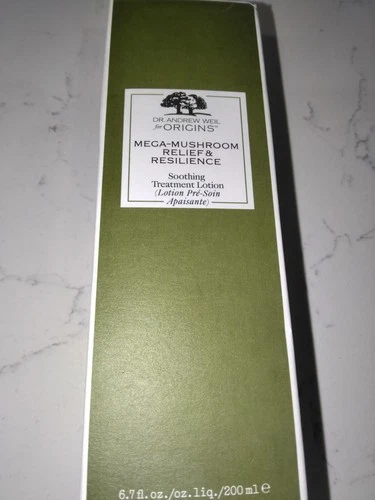 DR. ANDREW WEIL
for ORIGINS™
MEGA-MUSHROOM
RELIEF &
RESILIENCE
Soothing
Treatment Lotion
(Lotion Pré-Soin
Apaisante)
6.7 fl. oz./oz. liq./200 ml e